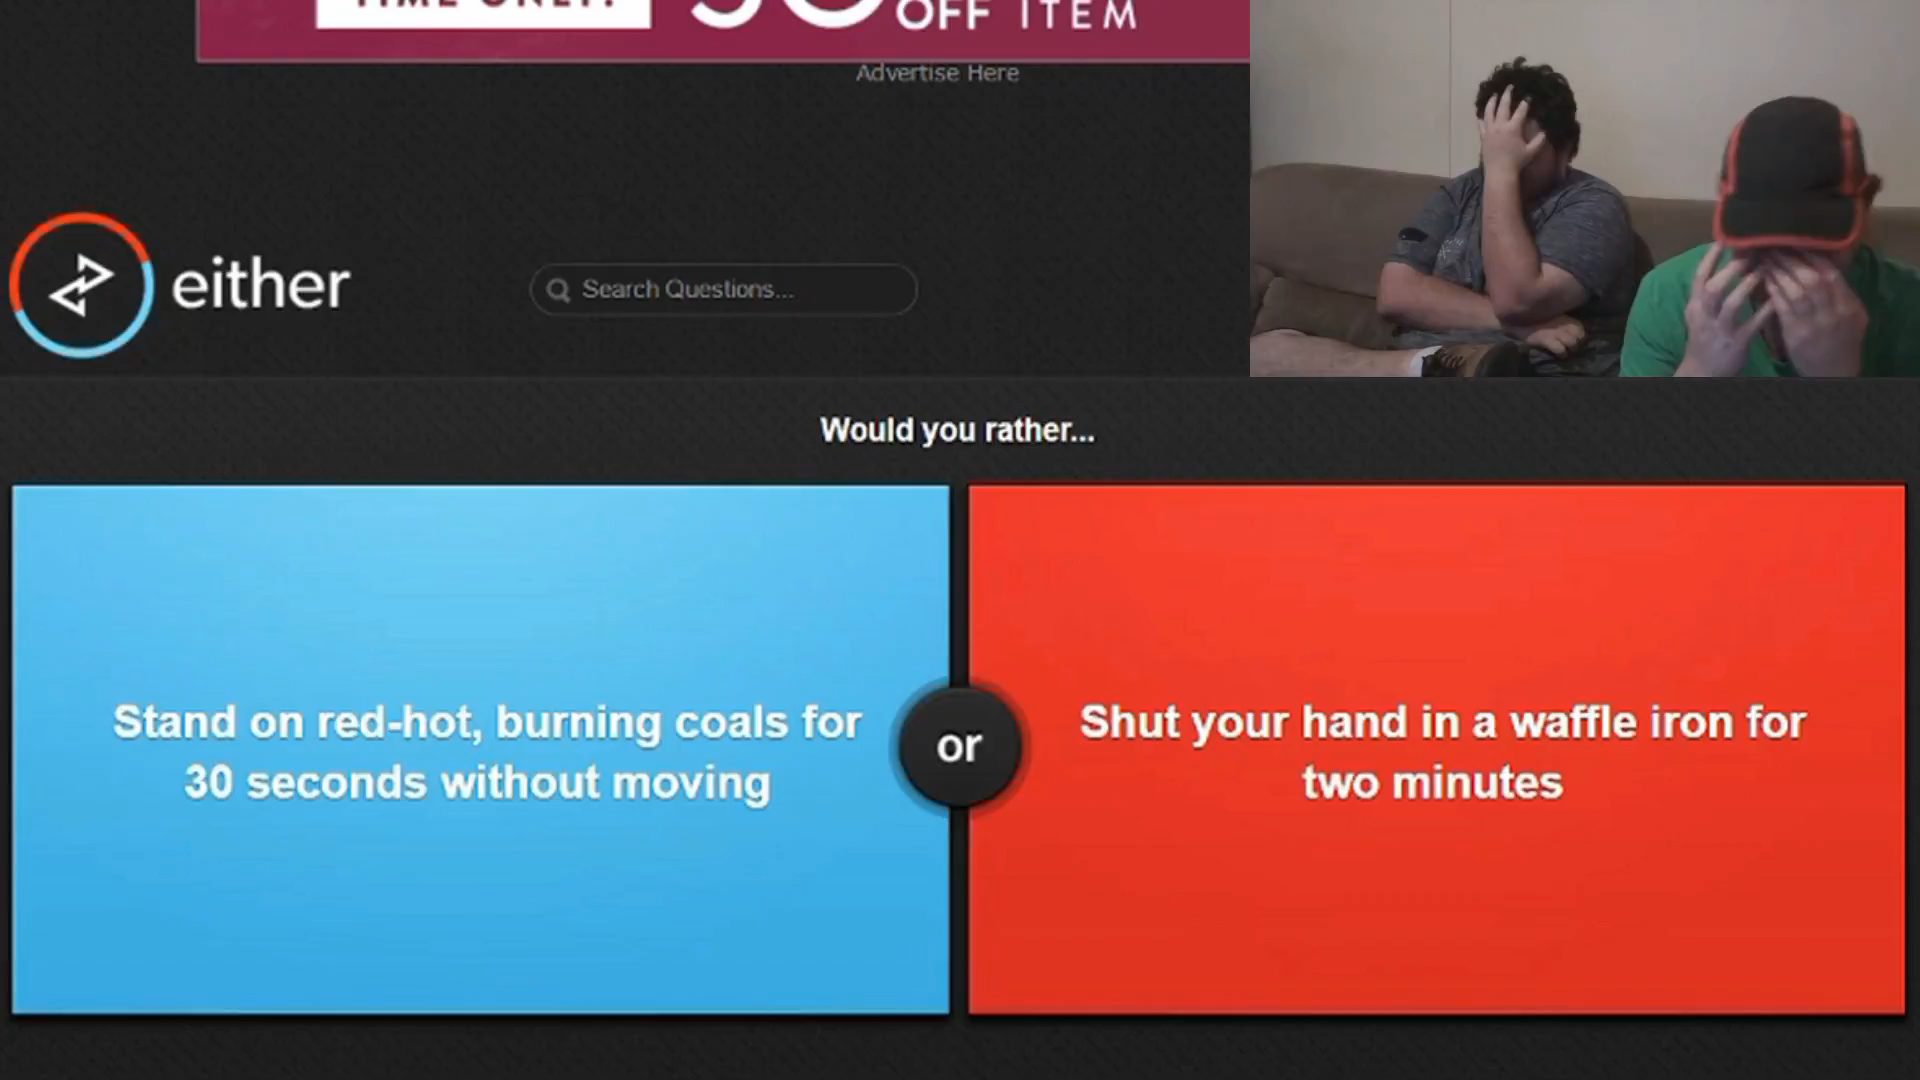 OFF ITEM
Advertise Here
either
Search Questions...
Would you rather...
Stand on red-hot, burning coals for
30 seconds without moving
or
Shut your hand in a waffle iron for
two minutes